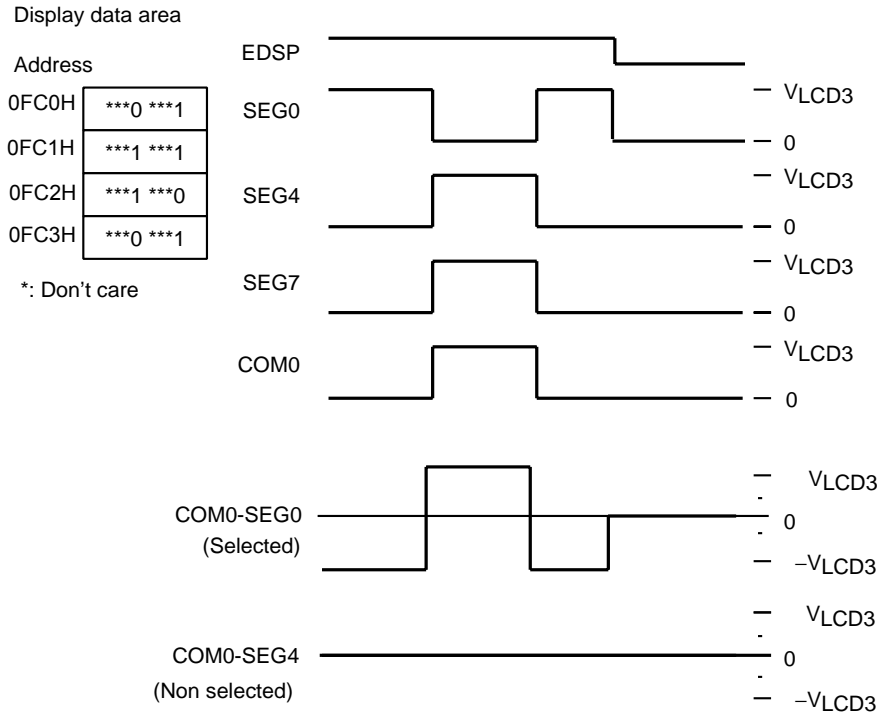 Display data area
Address
0FC0H ***0 ***1
0FC1H ***1 ***1
0FC2H ***1 ***0
0FC3H ***0 ***1
*: Don't care
EDSP
SEG0
VLCD3
0
SEG4
VLCD3
0
SEG7
VLCD3
0
COM0
VLCD3
0
COM0-SEG0
(Selected)
VLCD3
0
−VLCD3
COM0-SEG4
(Non selected)
VLCD3
0
−VLCD3